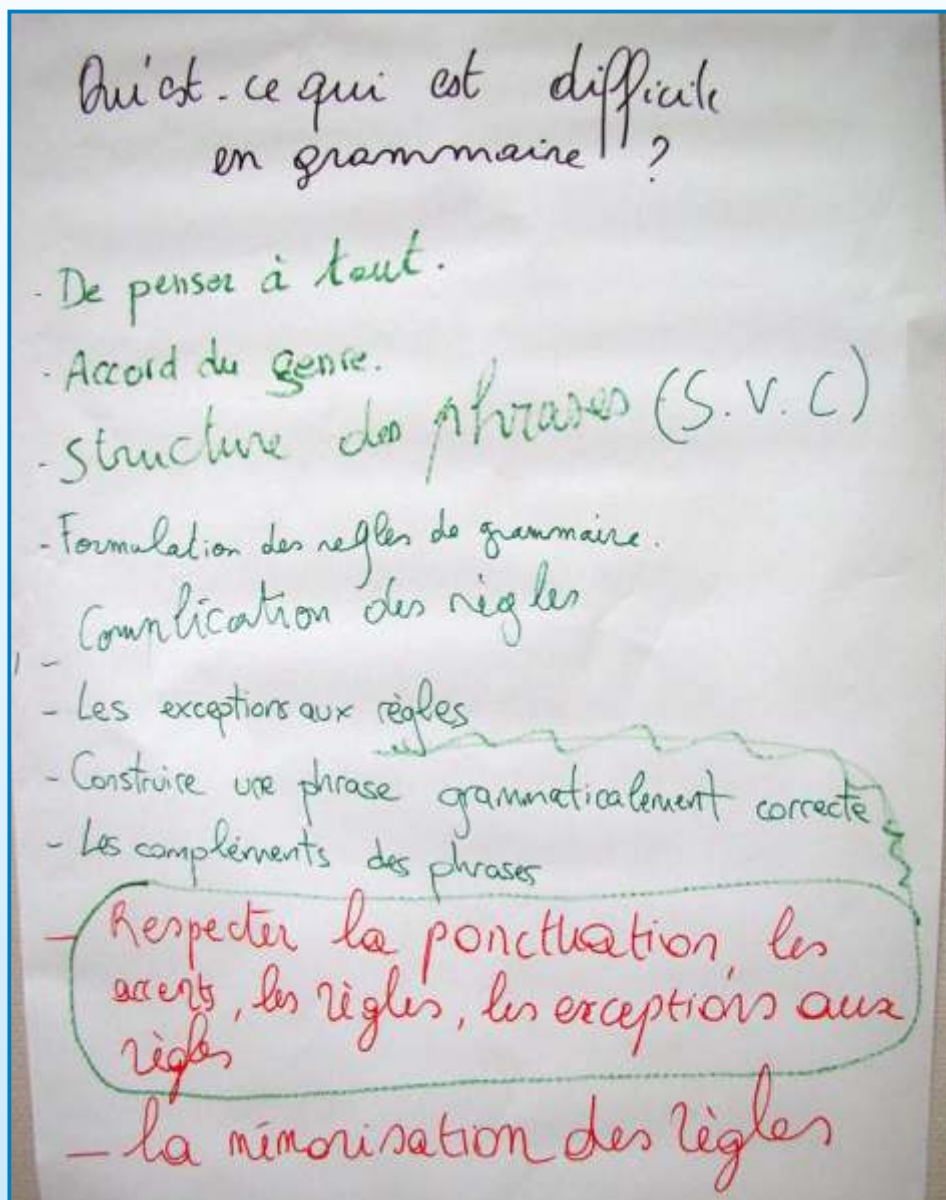 Qu'est-ce qui est difficile
en grammaire ?
- De penser à tout.
- Accord du genre.
- Structure des phrases (S.V.C)
- Formulation des règles de grammaire.
- Complication des règles
- Les exceptions aux règles
- Construire une phrase grammaticalement correcte
- Les compléments des phrases
- Respecter la ponctuation, les
accents, les règles, les exceptions aux
règles
- la mémorisation des règles